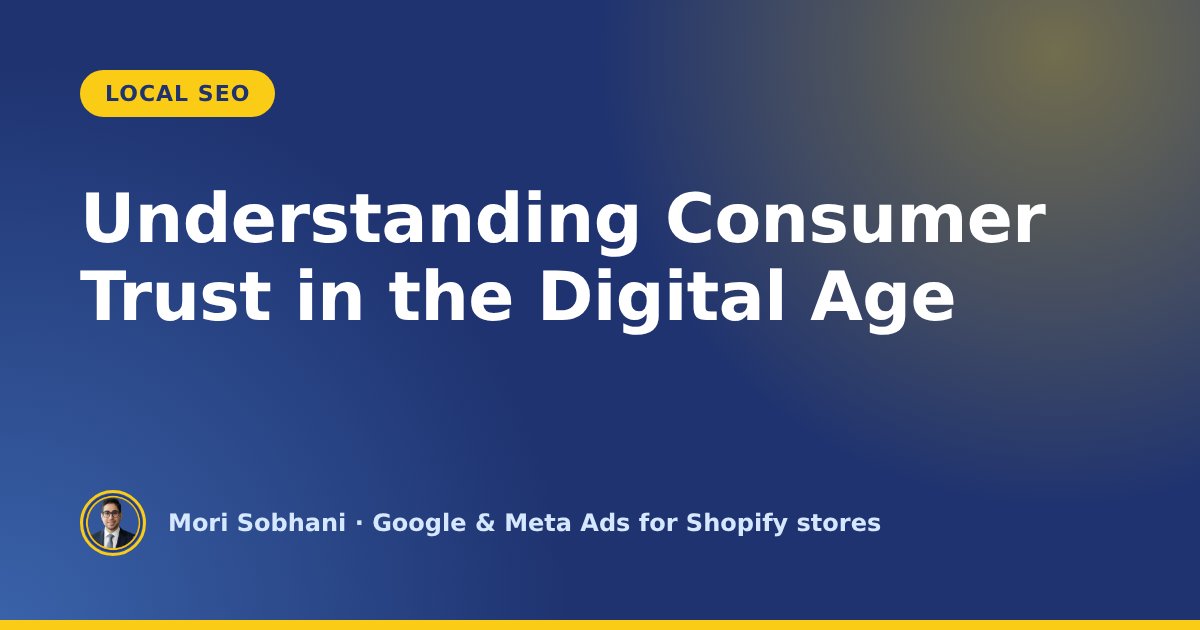 LOCAL SEO
Understanding Consumer
Trust in the Digital Age
Mori Sobhani · Google & Meta Ads for Shopify stores